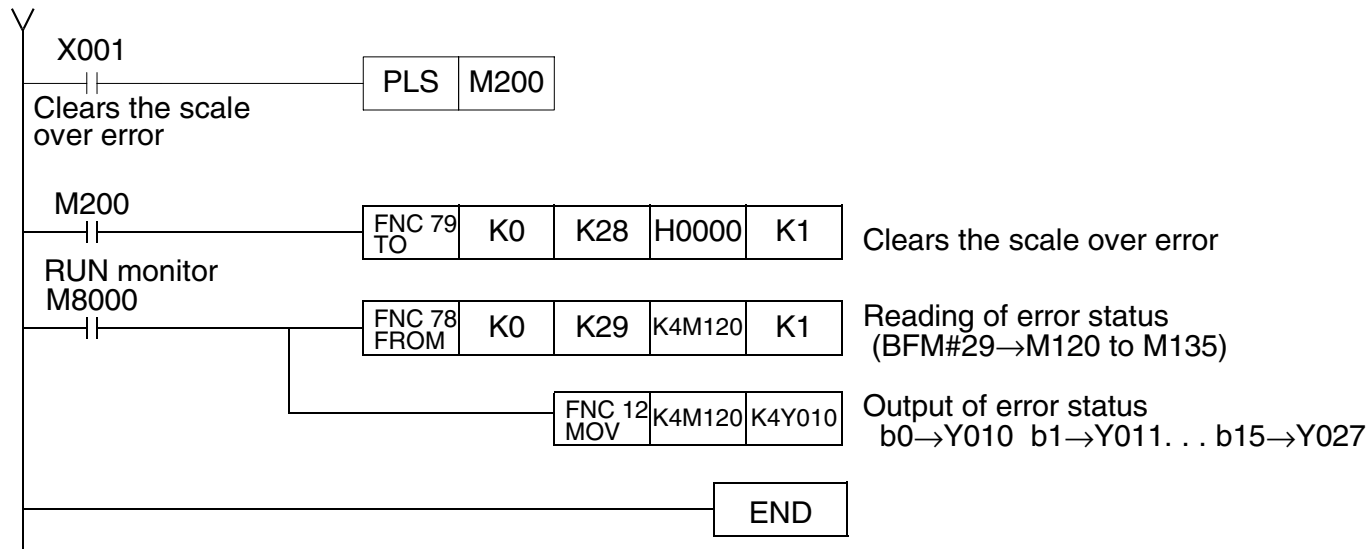 X001
PLS M200
Clears the scale
over error
M200
FNC 79 TO K0 K28 H0000 K1 Clears the scale over error
RUN monitor
M8000
FNC 78 FROM K0 K29 K4M120 K1 Reading of error status
(BFM#29→M120 to M135)
FNC 12 MOV K4M120 K4Y010 Output of error status
b0→Y010 b1→Y011. . . b15→Y027
END